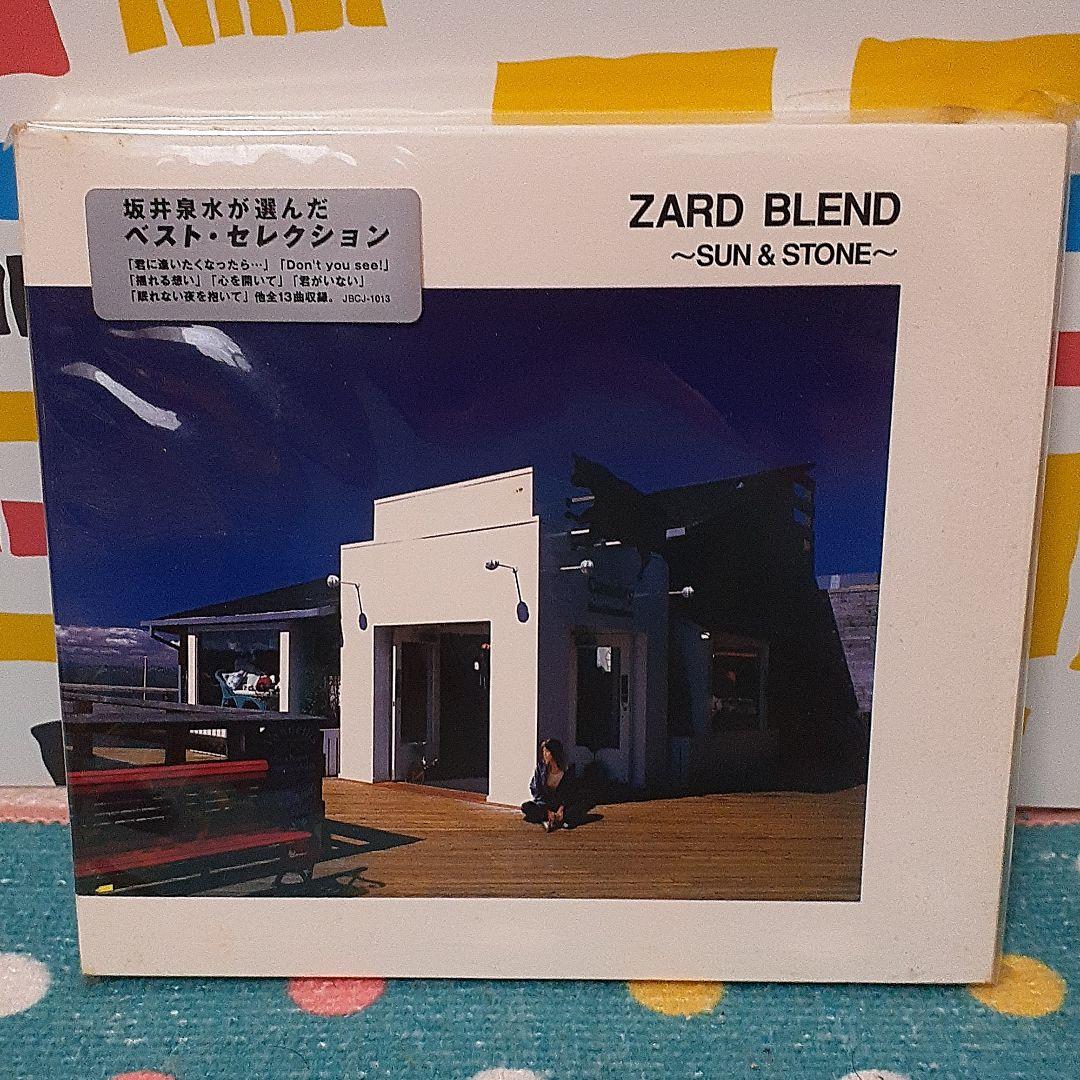 坂井泉水が選んだ
ベスト・セレクション
「君に逢いたくなったら…」「Don't you see!」
「揺れる想い」「心を開いて」「君がいない」
「眠れない夜を抱いて」他全13曲収録。 JBCJ-1013
ZARD BLEND
〜SUN & STONE〜